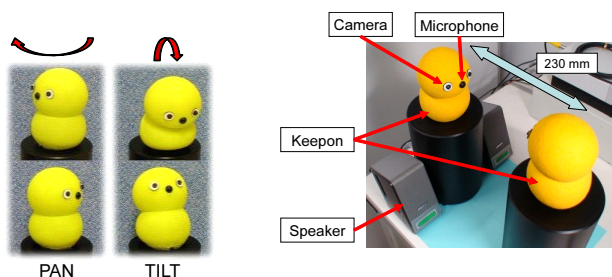 PAN
TILT
Camera
Microphone
230 mm
Keepon
Speaker